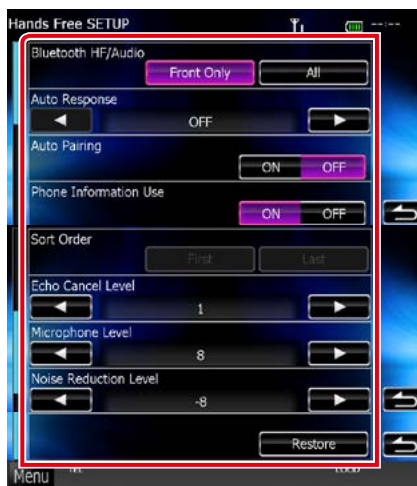 Hands Free SETUP --:--
Bluetooth HF/Audio
Front Only All
Auto Response
OFF
Auto Pairing
ON OFF
Phone Information Use
ON OFF
Sort Order
First Last
Echo Cancel Level
1
Microphone Level
8
Noise Reduction Level
-8
Restore
Menu